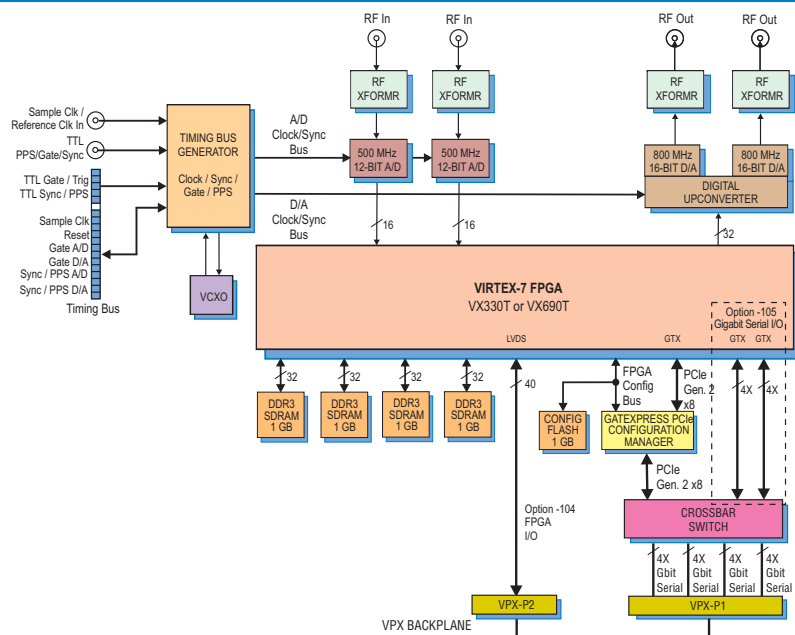 RF In
RF In
RF Out
RF Out
RF
XFORMR
RF
XFORMR
RF
XFORMR
RF
XFORMR
Sample Clk /
Reference Clk In
TTL
PPS/Gate/Sync
TTL Gate / Trig
TTL Sync / PPS
Sample Clk
Reset
Gate A/D
Gate D/A
Sync / PPS A/D
Sync / PPS D/A
Timing Bus
TIMING BUS
GENERATOR
Clock / Sync /
Gate / PPS
VCXO
A/D
Clock/Sync
Bus
D/A
Clock/Sync
Bus
500 MHz
12-BIT A/D
500 MHz
12-BIT A/D
800 MHz
16-BIT D/A
800 MHz
16-BIT D/A
DIGITAL
UPCONVERTER
16
16
32
VIRTEX-7 FPGA
VX330T or VX690T
LVDS
GTX
Option -105
Gigabit Serial I/O
GTX
GTX
32
32
32
32
40
DDR3
SDRAM
1 GB
DDR3
SDRAM
1 GB
DDR3
SDRAM
1 GB
DDR3
SDRAM
1 GB
FPGA
Config
Bus
PCIe
Gen. 2
x8
4X
4X
CONFIG
FLASH
1 GB
GATEXPRESS PCIe
CONFIGURATION
MANAGER
PCIe
Gen. 2 x8
Option -104
FPGA
I/O
CROSSBAR
SWITCH
4X
Gbit
Serial
4X
Gbit
Serial
4X
Gbit
Serial
4X
Gbit
Serial
VPX-P2
VPX-P1
VPX BACKPLANE